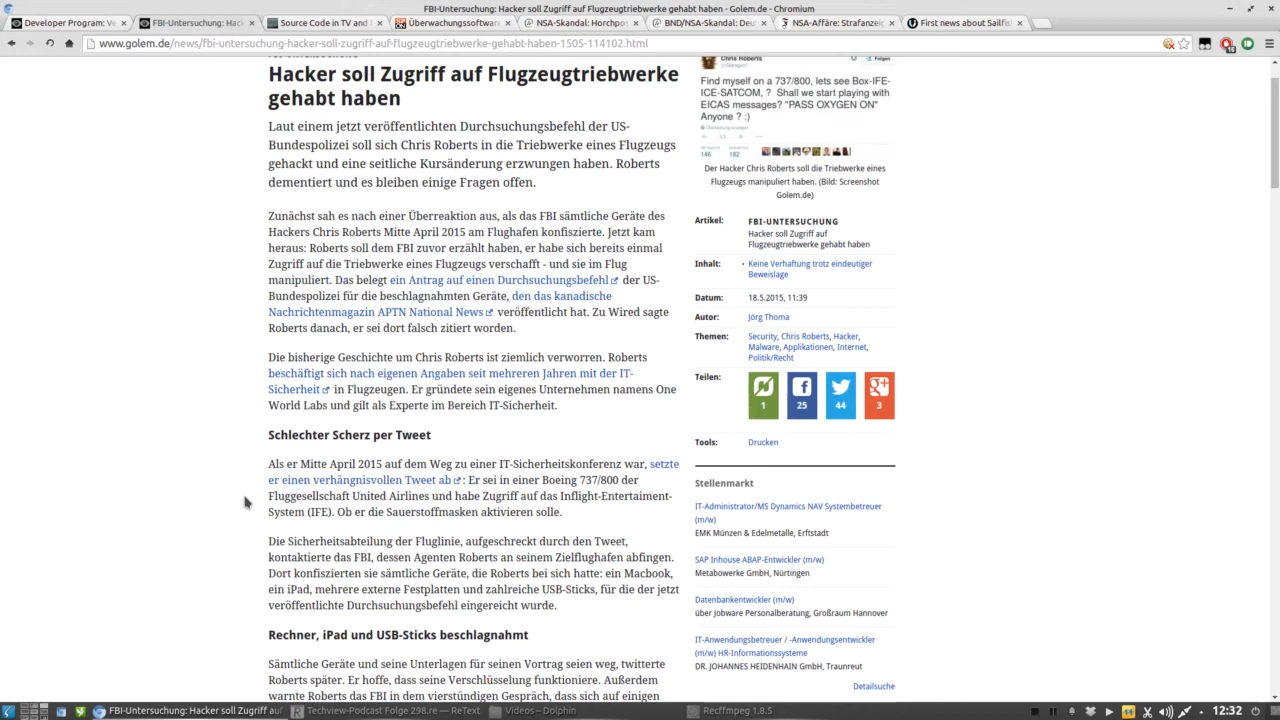 FBI-Untersuchung: Hacker soll Zugriff auf Flugzeugtriebwerke gehabt haben - Golem.de - Chromium
Developer Program: Ve
FBI-Untersuchung: Hack
Source Code in TV and
Überwachungssoftware
NSA-Skandal: Horchpos
BND/NSA-Skandal: Deu
NSA-Affäre: Strafanzeig
First news about Sailfis
www.golem.de/news/fbi-untersuchung-hacker-soll-zugriff-auf-flugzeugtriebwerke-gehabt-haben-1505-114102.html
Hacker soll Zugriff auf Flugzeugtriebwerke
gehabt haben
Laut einem jetzt veröffentlichten Durchsuchungsbefehl der US-
Bundespolizei soll sich Chris Roberts in die Triebwerke eines Flugzeugs
gehackt und eine seitliche Kursänderung erzwungen haben. Roberts
dementiert und es bleiben einige Fragen offen.
Zunächst sah es nach einer Überreaktion aus, als das FBI sämtliche Geräte des
Hackers Chris Roberts Mitte April 2015 am Flughafen konfiszierte. Jetzt kam
heraus: Roberts soll dem FBI zuvor erzählt haben, er habe sich bereits einmal
Zugriff auf die Triebwerke eines Flugzeugs verschafft - und sie im Flug
manipuliert. Das belegt ein Antrag auf einen Durchsuchungsbefehl der US-
Bundespolizei für die beschlagnahmten Geräte, den das kanadische
Nachrichtenmagazin APTN National News veröffentlicht hat. Zu Wired sagte
Roberts danach, er sei dort falsch zitiert worden.
Die bisherige Geschichte um Chris Roberts ist ziemlich verworren. Roberts
beschäftigt sich nach eigenen Angaben seit mehreren Jahren mit der IT-
Sicherheit in Flugzeugen. Er gründete sein eigenes Unternehmen namens One
World Labs und gilt als Experte im Bereich IT-Sicherheit.
Schlechter Scherz per Tweet
Als er Mitte April 2015 auf dem Weg zu einer IT-Sicherheitskonferenz war, setzte
er einen verhängnisvollen Tweet ab: Er sei in einer Boeing 737/800 der
Fluggesellschaft United Airlines und habe Zugriff auf das Inflight-Entertaiment-
System (IFE). Ob er die Sauerstoffmasken aktivieren solle.
Die Sicherheitsabteilung der Fluglinie, aufgeschreckt durch den Tweet,
kontaktierte das FBI, dessen Agenten Roberts an seinem Zielflughafen abfingen.
Dort konfiszierten sie sämtliche Geräte, die Roberts bei sich hatte: ein Macbook,
ein iPad, mehrere externe Festplatten und zahlreiche USB-Sticks, für die der jetzt
veröffentlichte Durchsuchungsbefehl eingereicht wurde.
Rechner, iPad und USB-Sticks beschlagnahmt
Sämtliche Geräte und seine Unterlagen für seinen Vortrag seien weg, twitterte
Roberts später. Er hoffe, dass seine Verschlüsselung funktioniere. Außerdem
warnte Roberts das FBI in dem vierstündigen Gespräch, dass sich auf einigen
Chris Roberts
Folgen
Find myself on a 737/800, lets see Box-IFE-
ICE-SATCOM, ? Shall we start playing with
EICAS messages? "PASS OXYGEN ON"
Anyone ? :)
146 182
Der Hacker Chris Roberts soll die Triebwerke eines
Flugzeugs manipuliert haben. (Bild: Screenshot
Golem.de)
Artikel: FBI-UNTERSUCHUNG
Hacker soll Zugriff auf
Flugzeugtriebwerke gehabt haben
Inhalt: • Keine Verhaftung trotz eindeutiger
Beweislage
Datum: 18.5.2015, 11:39
Autor: Jörg Thoma
Themen: Security, Chris Roberts, Hacker,
Malware, Applikationen, Internet,
Politik/Recht
Teilen:
1 25 44 3
Tools: Drucken
Stellenmarkt
IT-Administrator/MS Dynamics NAV Systembetreuer
(m/w)
EMK Münzen & Edelmetalle, Erftstadt
SAP Inhouse ABAP-Entwickler (m/w)
Metabowerke GmbH, Nürtingen
Datenbankentwickler (m/w)
über Jobware Personalberatung, Großraum Hannover
IT-Anwendungsbetreuer / -Anwendungsentwickler
(m/w) HR-Informationssysteme
DR. JOHANNES HEIDENHAIN GmbH, Traunreut
Detailsuche
FBI-Untersuchung: Hacker soll Zugriff auf
Techview-Podcast Folge 298.re — ReText
Videos – Dolphin
Recffmpeg 1.8.5
12:32